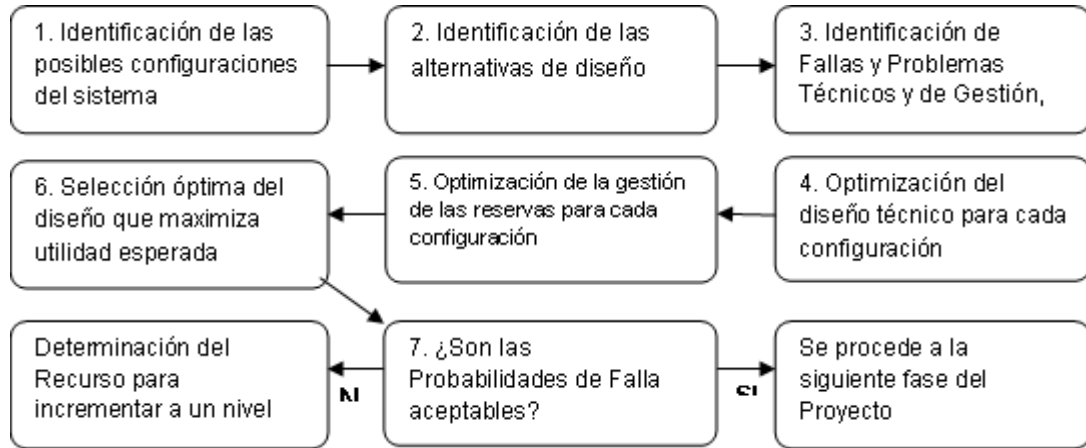 1. Identificación de las
posibles configuraciones
del sistema
2. Identificación de las
alternativas de diseño
3. Identificación de
Fallas y Problemas
Técnicos y de Gestión,
6. Selección óptima del
diseño que maximiza
utilidad esperada
5. Optimización de la gestión
de las reservas para cada
configuración
4. Optimización del
diseño técnico para cada
configuración
Determinación del
Recurso para
incrementar a un nivel
7. ¿Son las
Probabilidades de Falla
aceptables?
Se procede a la
siguiente fase del
Proyecto